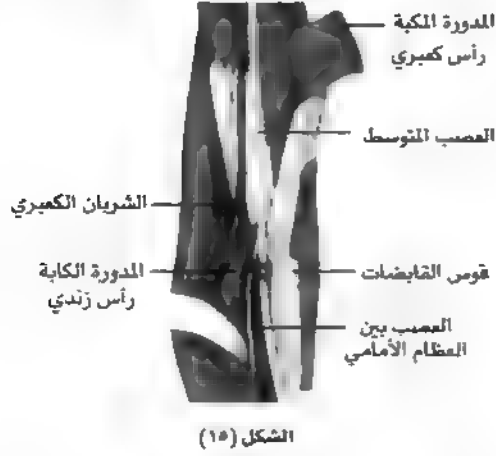 المدورة المكبة
رأس كعبري
العصب المتوسط
الشريان الكعبري
المدورة الكابة
رأس زندي
قوس القابضات
العصب بين
العظام الأمامي
الشكل (١٥)